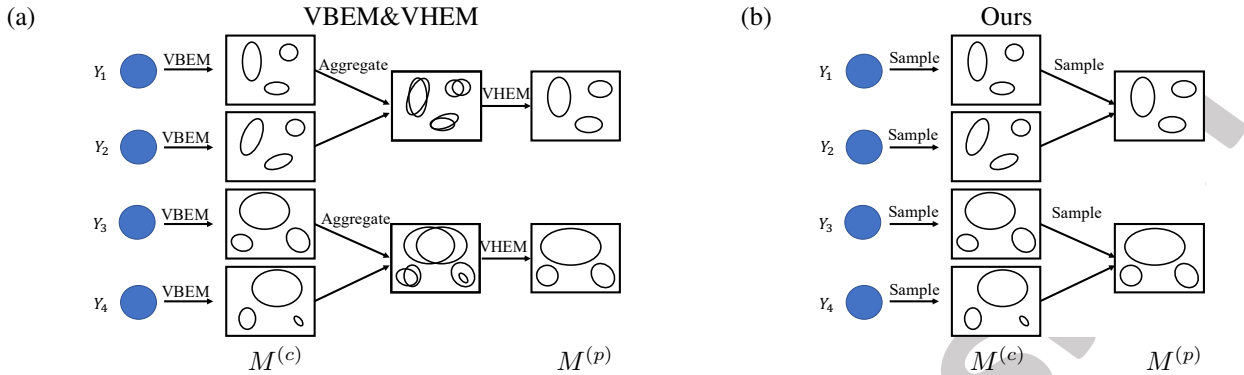 (a) VBEM&VHEM
Y₁ VBEM
Aggregate
VHEM
Y₂ VBEM
Y₃ VBEM
Aggregate
VHEM
Y₄ VBEM
M^(c) M^(p)
(b) Ours
Y₁ Sample
Sample
Y₂ Sample
Y₃ Sample
Sample
Y₄ Sample
M^(c) M^(p)